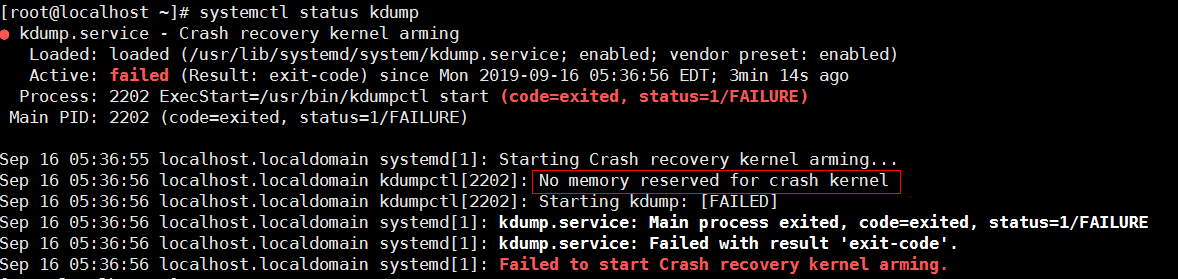 [root@localhost ~]# systemctl status kdump
● kdump.service - Crash recovery kernel arming
   Loaded: loaded (/usr/lib/systemd/system/kdump.service; enabled; vendor preset: enabled)
   Active: failed (Result: exit-code) since Mon 2019-09-16 05:36:56 EDT; 3min 14s ago
  Process: 2202 ExecStart=/usr/bin/kdumpctl start (code=exited, status=1/FAILURE)
 Main PID: 2202 (code=exited, status=1/FAILURE)

Sep 16 05:36:55 localhost.localdomain systemd[1]: Starting Crash recovery kernel arming...
Sep 16 05:36:56 localhost.localdomain kdumpctl[2202]: No memory reserved for crash kernel
Sep 16 05:36:56 localhost.localdomain kdumpctl[2202]: Starting kdump: [FAILED]
Sep 16 05:36:56 localhost.localdomain systemd[1]: kdump.service: Main process exited, code=exited, status=1/FAILURE
Sep 16 05:36:56 localhost.localdomain systemd[1]: kdump.service: Failed with result 'exit-code'.
Sep 16 05:36:56 localhost.localdomain systemd[1]: Failed to start Crash recovery kernel arming.